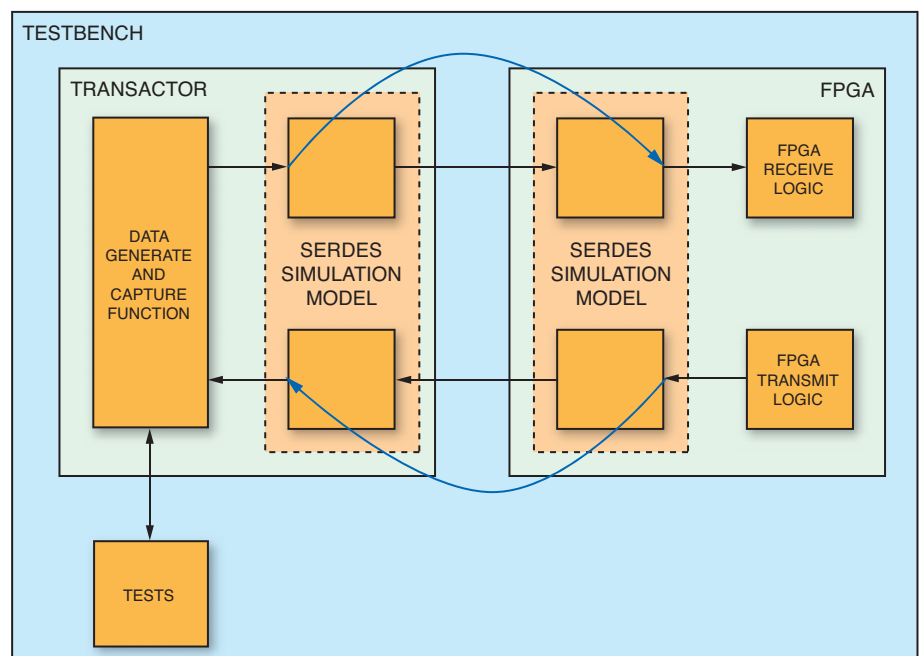 TESTBENCH
TRANSACTOR
FPGA
DATA
GENERATE
AND
CAPTURE
FUNCTION
SERDES
SIMULATION
MODEL
SERDES
SIMULATION
MODEL
FPGA
RECEIVE
LOGIC
FPGA
TRANSMIT
LOGIC
TESTS